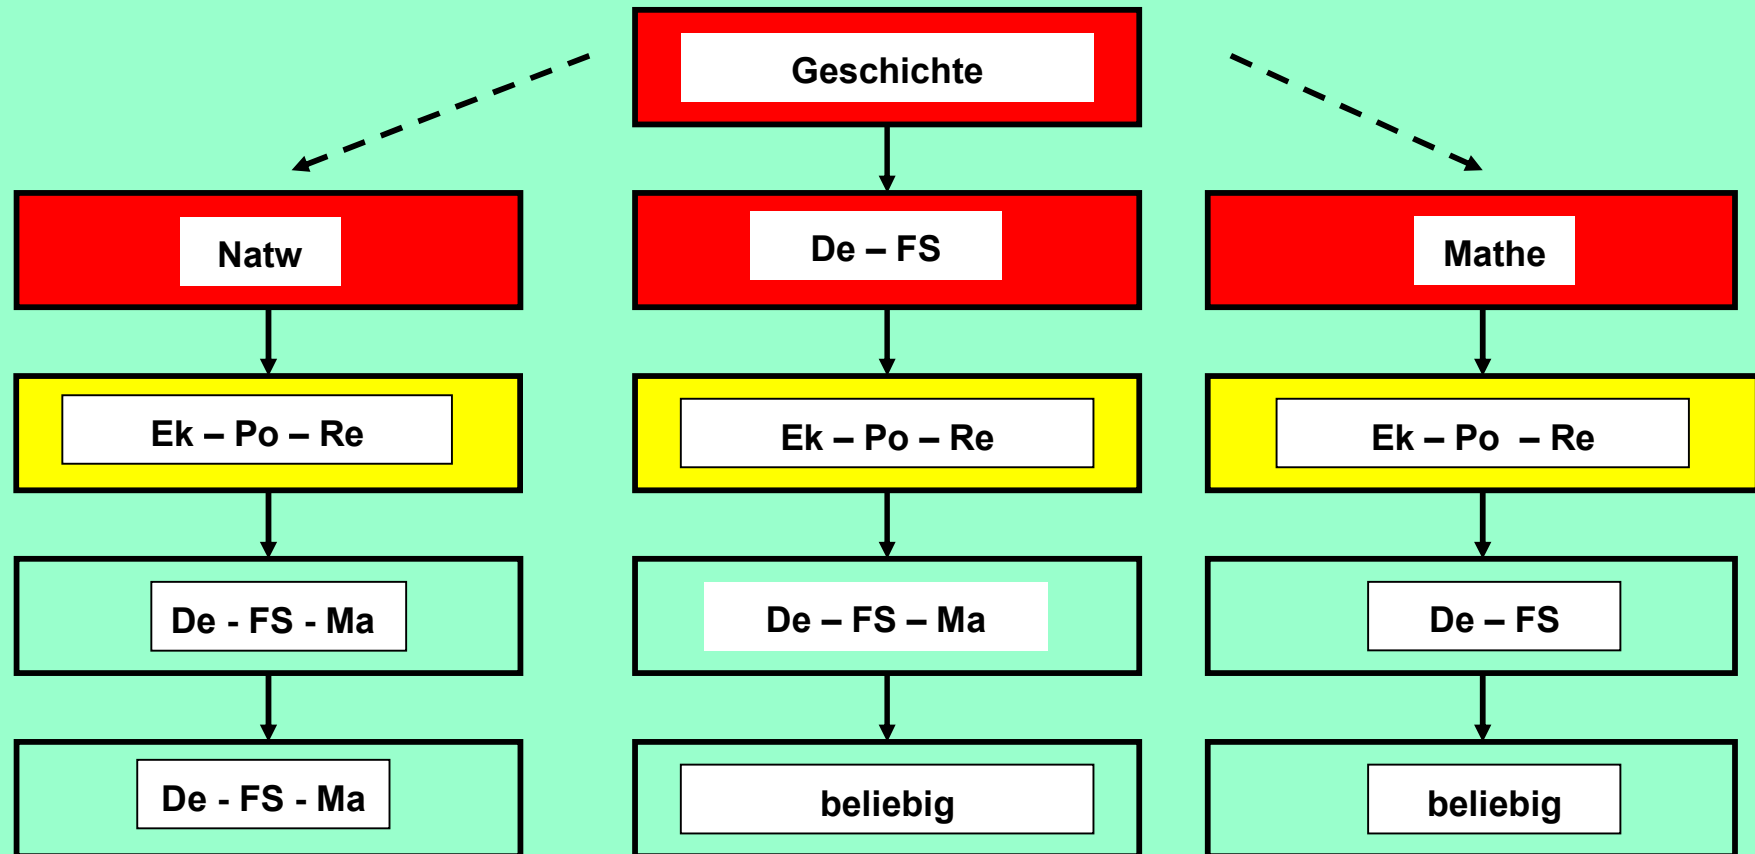 Geschichte
Natw
De – FS
Mathe
Ek – Po – Re
Ek – Po – Re
Ek – Po – Re
De - FS - Ma
De – FS – Ma
De – FS
De - FS - Ma
beliebig
beliebig